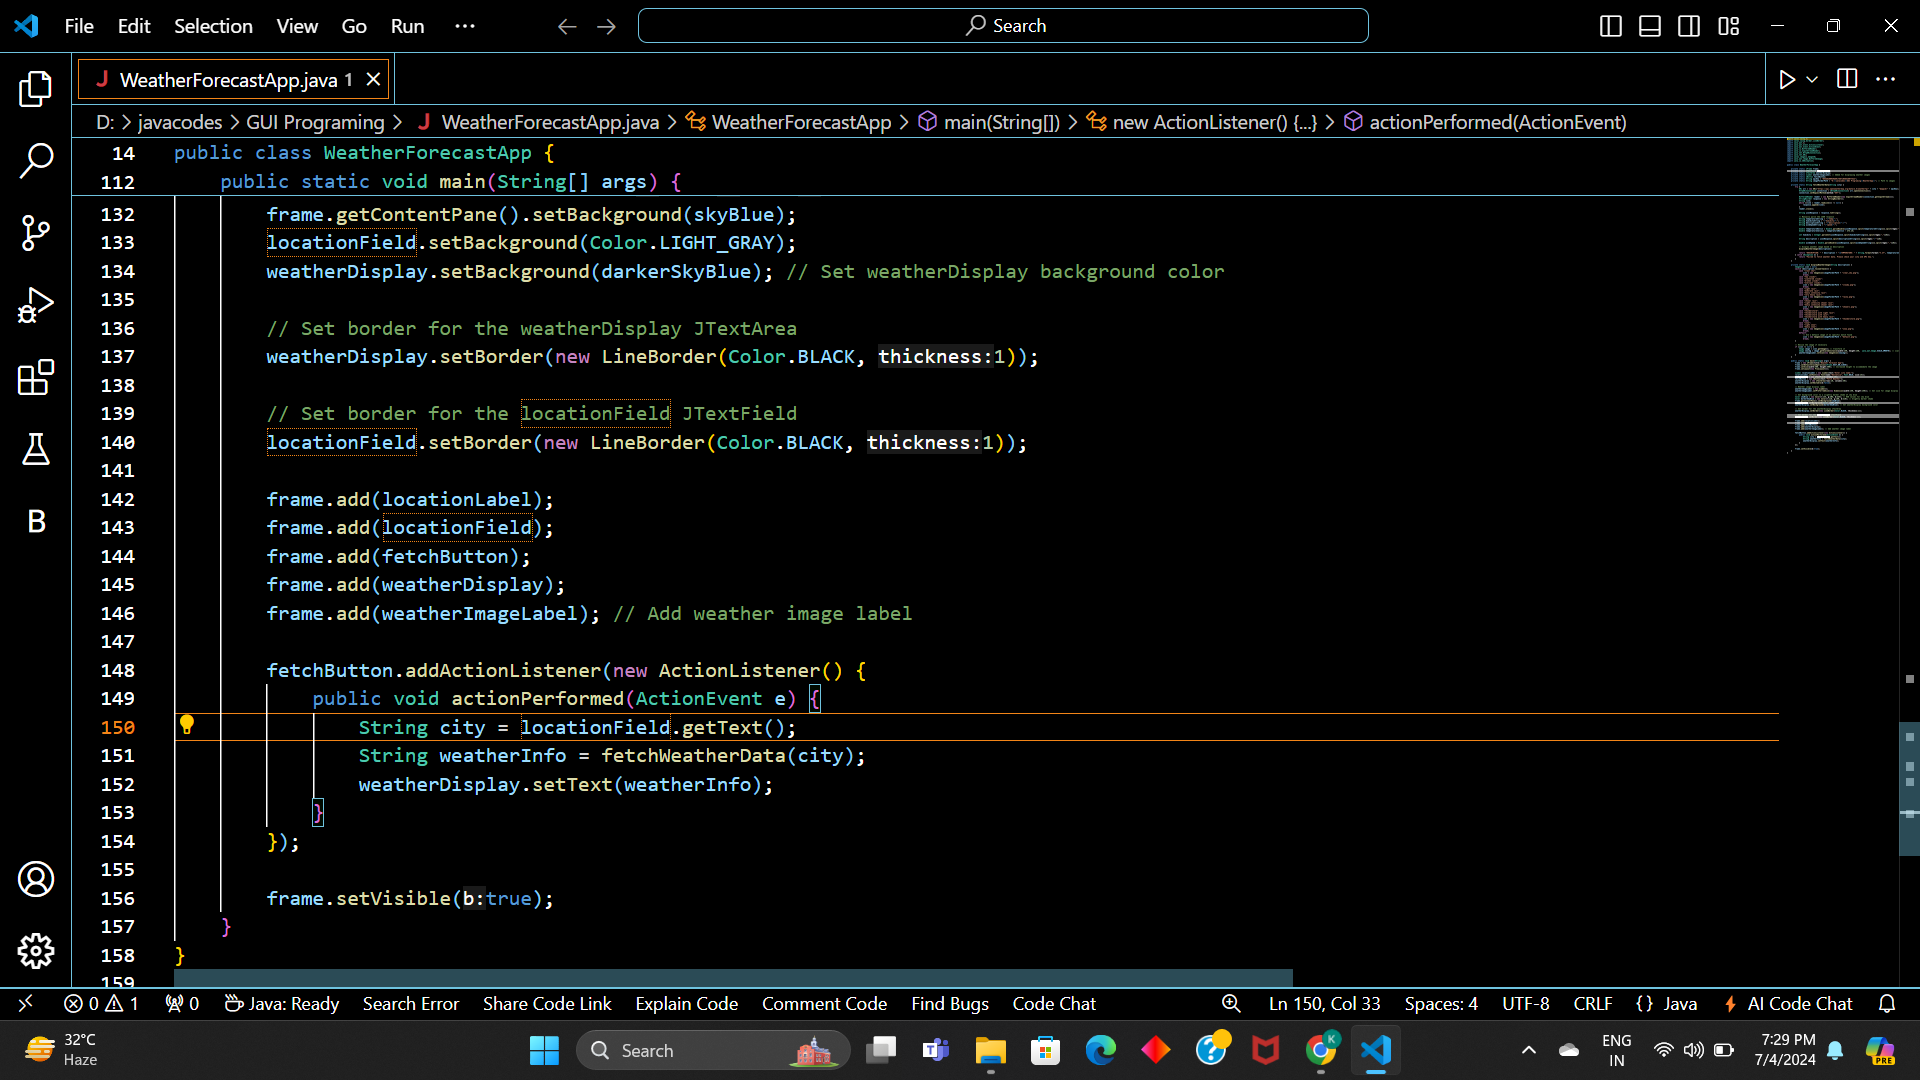 File Edit Selection View Go Run ··· Search
WeatherForecastApp.java 1
D: > javacodes > GUI Programing > J WeatherForecastApp.java > WeatherForecastApp > main(String[]) > new ActionListener() {...} > actionPerformed(ActionEvent)
14 public class WeatherForecastApp {
112 public static void main(String[] args) {
132 frame.getContentPane().setBackground(skyBlue);
133 locationField.setBackground(Color.LIGHT_GRAY);
134 weatherDisplay.setBackground(darkerSkyBlue); // Set weatherDisplay background color
135
136 // Set border for the weatherDisplay JTextArea
137 weatherDisplay.setBorder(new LineBorder(Color.BLACK, thickness:1));
138
139 // Set border for the locationField JTextField
140 locationField.setBorder(new LineBorder(Color.BLACK, thickness:1));
141
142 frame.add(locationLabel);
143 frame.add(locationField);
144 frame.add(fetchButton);
145 frame.add(weatherDisplay);
146 frame.add(weatherImageLabel); // Add weather image label
147
148 fetchButton.addActionListener(new ActionListener() {
149 public void actionPerformed(ActionEvent e) {
150 String city = locationField.getText();
151 String weatherInfo = fetchWeatherData(city);
152 weatherDisplay.setText(weatherInfo);
153 }
154 });
155
156 frame.setVisible(b:true);
157 }
158 }
159
B
0 1 0 Java: Ready Search Error Share Code Link Explain Code Comment Code Find Bugs Code Chat Ln 150, Col 33 Spaces: 4 UTF-8 CRLF {} Java AI Code Chat
32°C
Haze
Search
ENG
IN
7:29 PM
7/4/2024
PRE